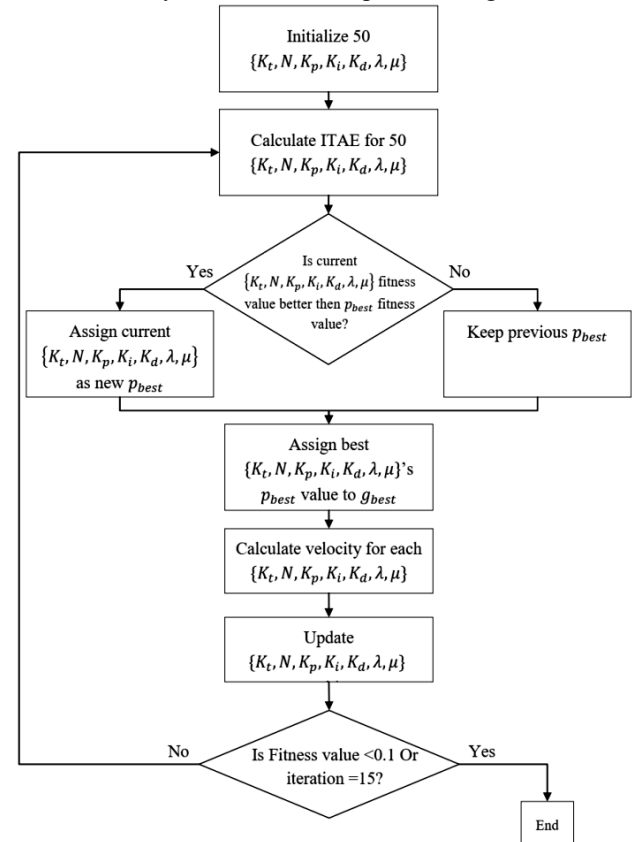 Initialize 50
{K_t, N, K_p, K_i, K_d, λ, μ}
Calculate ITAE for 50
{K_t, N, K_p, K_i, K_d, λ, μ}
Is current
{K_t, N, K_p, K_i, K_d, λ, μ} fitness
value better then p_best fitness
value?
Yes
No
Assign current
{K_t, N, K_p, K_i, K_d, λ, μ}
as new p_best
Keep previous p_best
Assign best
{K_t, N, K_p, K_i, K_d, λ, μ}'s
p_best value to g_best
Calculate velocity for each
{K_t, N, K_p, K_i, K_d, λ, μ}
Update
{K_t, N, K_p, K_i, K_d, λ, μ}
No
Is Fitness value <0.1 Or
iteration =15?
Yes
End